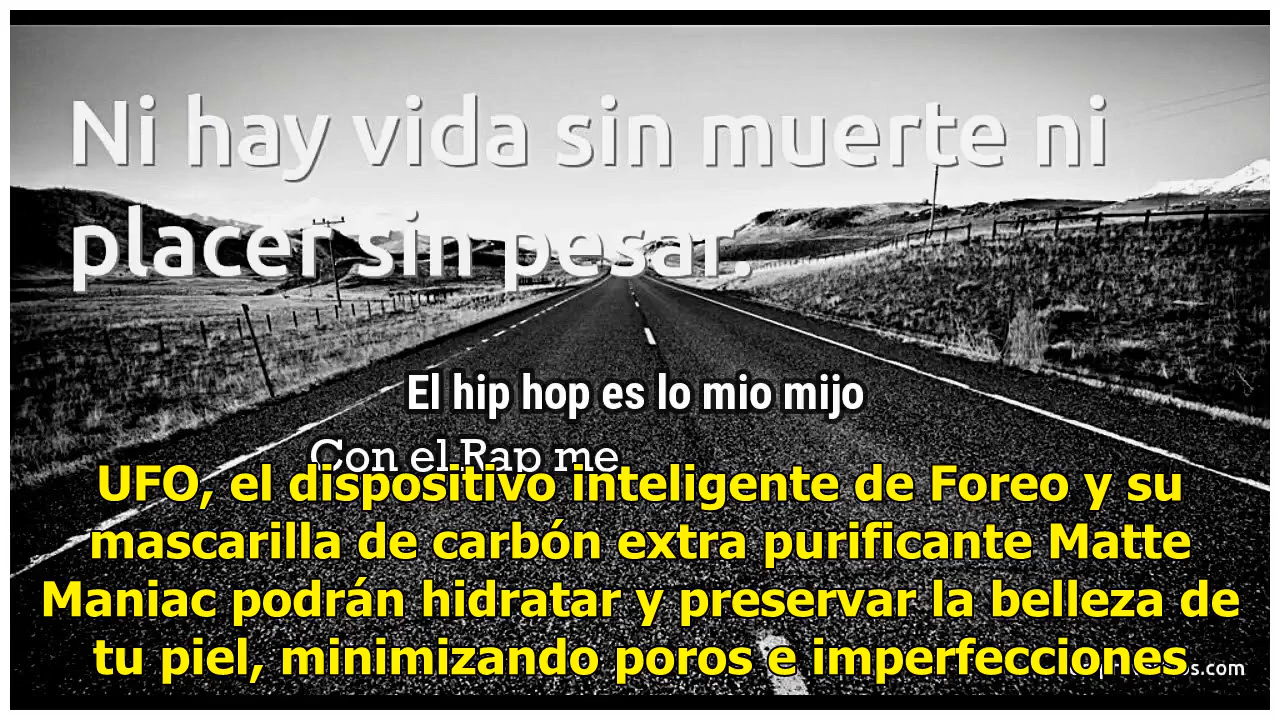 Ni hay vida sin muerte ni
placer sin pesar.
El hip hop es lo mio mijo
Con el Rap me
UFO, el dispositivo inteligente de Foreo y su
mascarilla de carbón extra purificante Matte
Maniac podrán hidratar y preservar la belleza de
tu piel, minimizando poros e imperfecciones